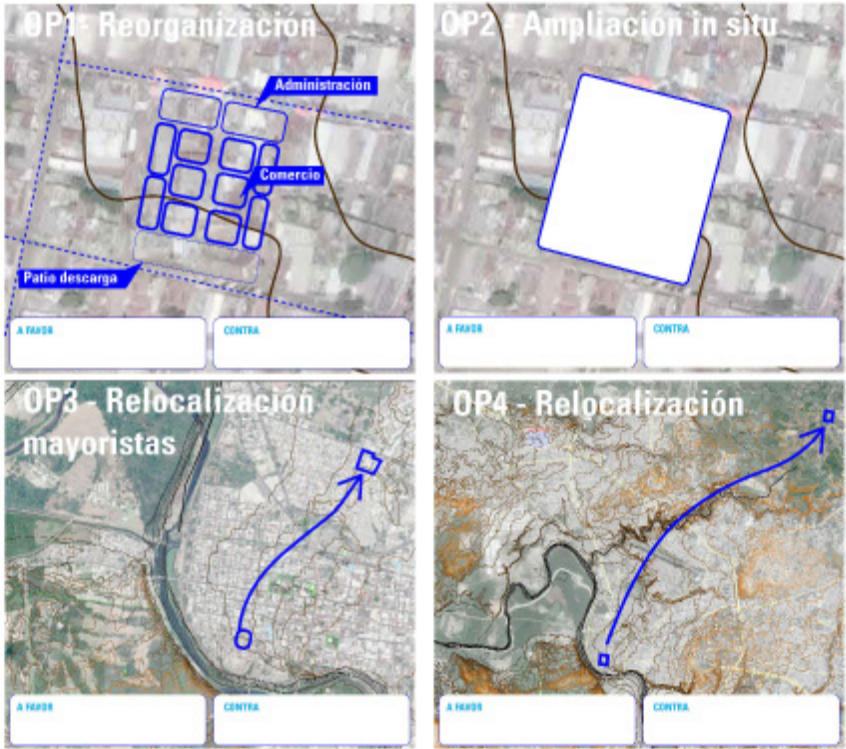 OP1- Reorganización
Administración
Comercio
Patio descarga
A FAVOR
CONTRA
OP2 - Ampliación in situ
A FAVOR
CONTRA
OP3 - Relocalización
mayoristas
A FAVOR
CONTRA
OP4 - Relocalización
A FAVOR
CONTRA